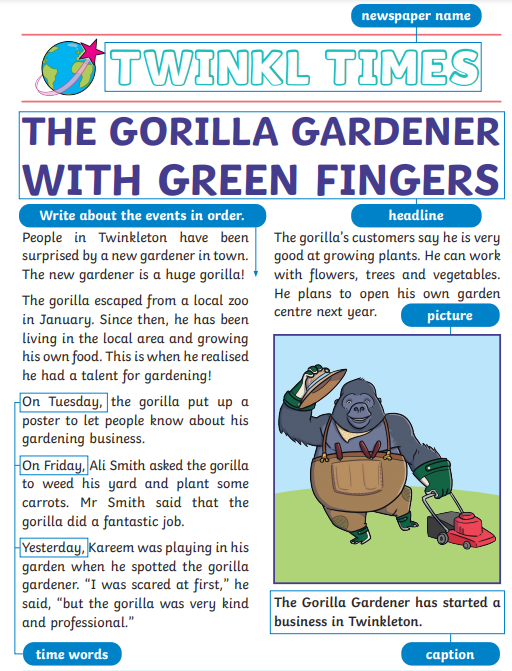 newspaper name
TWINKL TIMES
THE GORILLA GARDENER
WITH GREEN FINGERS
Write about the events in order.
headline
People in Twinkleton have been
surprised by a new gardener in town.
The new gardener is a huge gorilla!
The gorilla escaped from a local zoo
in January. Since then, he has been
living in the local area and growing
his own food. This is when he realised
he had a talent for gardening!
On Tuesday, the gorilla put up a
poster to let people know about his
gardening business.
On Friday, Ali Smith asked the gorilla
to weed his yard and plant some
carrots. Mr Smith said that the
gorilla did a fantastic job.
Yesterday, Kareem was playing in his
garden when he spotted the gorilla
gardener. “I was scared at first,” he
said, “but the gorilla was very kind
and professional.”
time words
The gorilla’s customers say he is very
good at growing plants. He can work
with flowers, trees and vegetables.
He plans to open his own garden
centre next year.
picture
The Gorilla Gardener has started a
business in Twinkleton.
caption